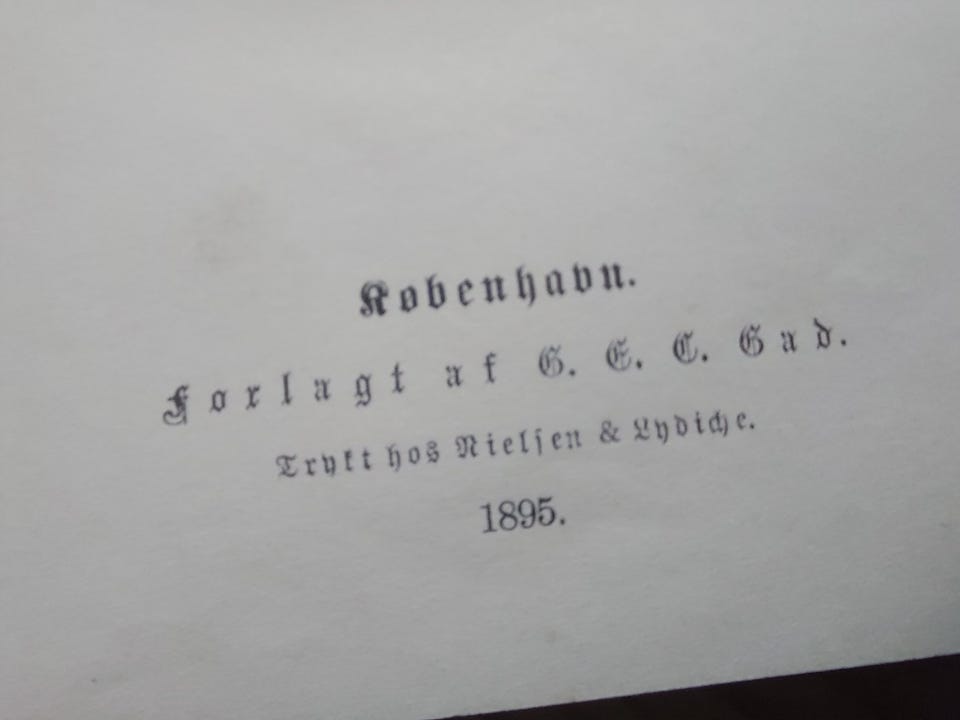 København.
Forlagt af G. E. C. Gad.
Trykt hos Nielsen & Lydiche.
1895.